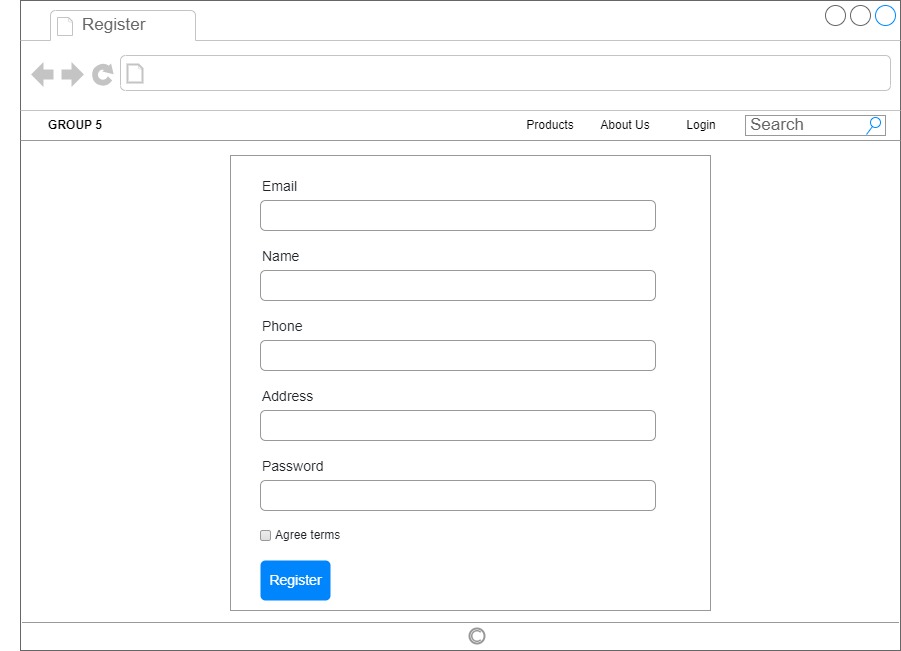 Register
GROUP 5 Products About Us Login Search
Email
Name
Phone
Address
Password
Agree terms
Register
©